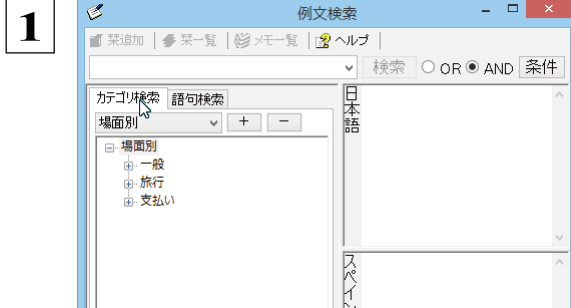 1
例文検索
栞追加 栞一覧 メモ一覧 ヘルプ
検索 OR AND 条件
カテゴリ検索 語句検索
場面別 + −
場面別
一般
旅行
支払い
日本語
スペイン